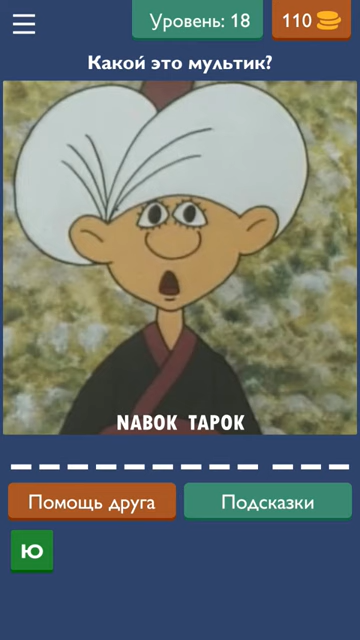 Уровень: 18
110
Какой это мультик?
NABOK TAPOK
Помощь друга
Подсказки
Ю